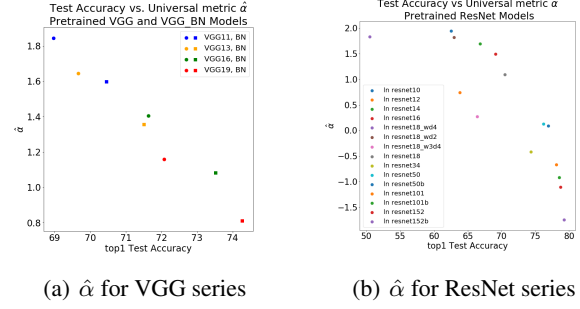 Test Accuracy vs. Universal metric α̂
Pretrained VGG and VGG_BN Models
VGG11, BN
VGG13, BN
VGG16, BN
VGG19, BN
1.8
1.6
1.4
1.2
1.0
0.8
α̂
69 70 71 72 73 74
top1 Test Accuracy
(a) α̂ for VGG series
Test Accuracy vs Universal metric α
Pretrained ResNet Models
2.0
1.5
1.0
0.5
0.0
−0.5
−1.0
−1.5
α̂
ln resnet10
ln resnet12
ln resnet14
ln resnet16
ln resnet18_wd4
ln resnet18_wd2
ln resnet18_w3d4
ln resnet18
ln resnet34
ln resnet50
ln resnet50b
ln resnet101
ln resnet101b
ln resnet152
ln resnet152b
50 55 60 65 70 75 80
top1 Test Accuracy
(b) α̂ for ResNet series